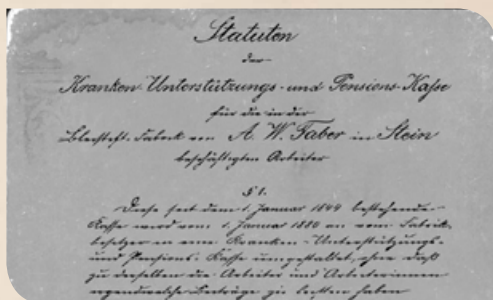 Statuten
der
Kranken-Unterstützungs- und Pensions-Kasse
für die in der
Bleistift-Fabrik von A. W. Faber in Stein
beschäftigten Arbeiter
§ 1.
Diese seit dem 1. Januar 1844 bestehende
Kasse wird vom 1. Januar 1880 an vom Fabrik-
besitzer in eine Kranken-Unterstützungs-
und Pensions-Kasse umgestaltet, ohne daß
zu derselben die Arbeiter und Arbeiterinnen
irgendwelche Beiträge zu leisten haben